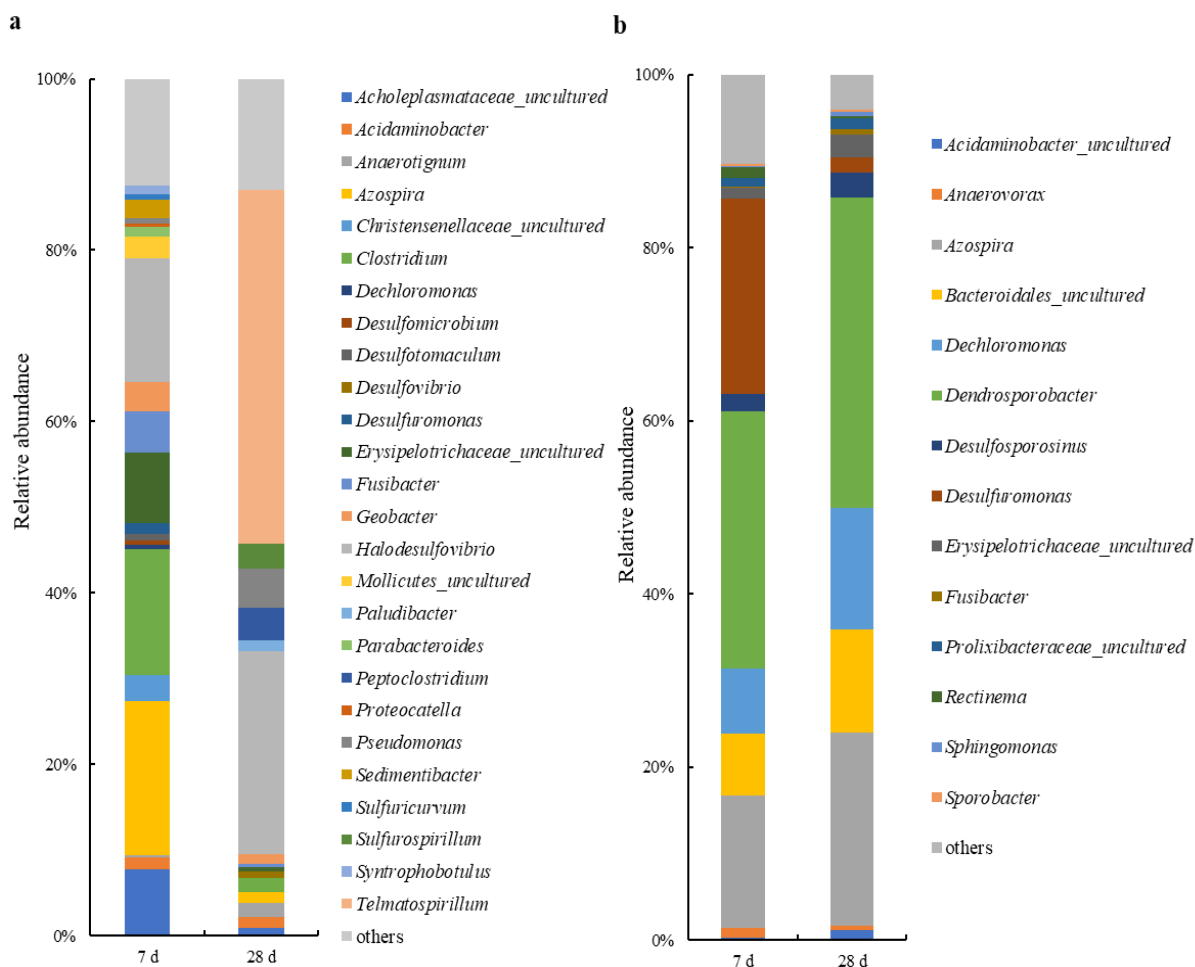 a
Relative abundance
100%
80%
60%
40%
20%
0%
7 d
28 d
Acholeplasmataceae_uncultured
Acidaminobacter
Anaerotignum
Azospira
Christensenellaceae_uncultured
Clostridium
Dechloromonas
Desulfomicrobium
Desulfotomaculum
Desulfovibrio
Desulfuromonas
Erysipelotrichaceae_uncultured
Fusibacter
Geobacter
Halodesulfovibrio
Mollicutes_uncultured
Paludibacter
Parabacteroides
Peptoclostridium
Proteocatella
Pseudomonas
Sedimentibacter
Sulfuricurvum
Sulfurospirillum
Syntrophobotulus
Telmatospirillum
others
b
Relative abundance
100%
80%
60%
40%
20%
0%
7 d
28 d
Acidaminobacter_uncultured
Anaerovorax
Azospira
Bacteroidales_uncultured
Dechloromonas
Dendrosporobacter
Desulfosporosinus
Desulfuromonas
Erysipelotrichaceae_uncultured
Fusibacter
Prolixibacteraceae_uncultured
Rectinema
Sphingomonas
Sporobacter
others